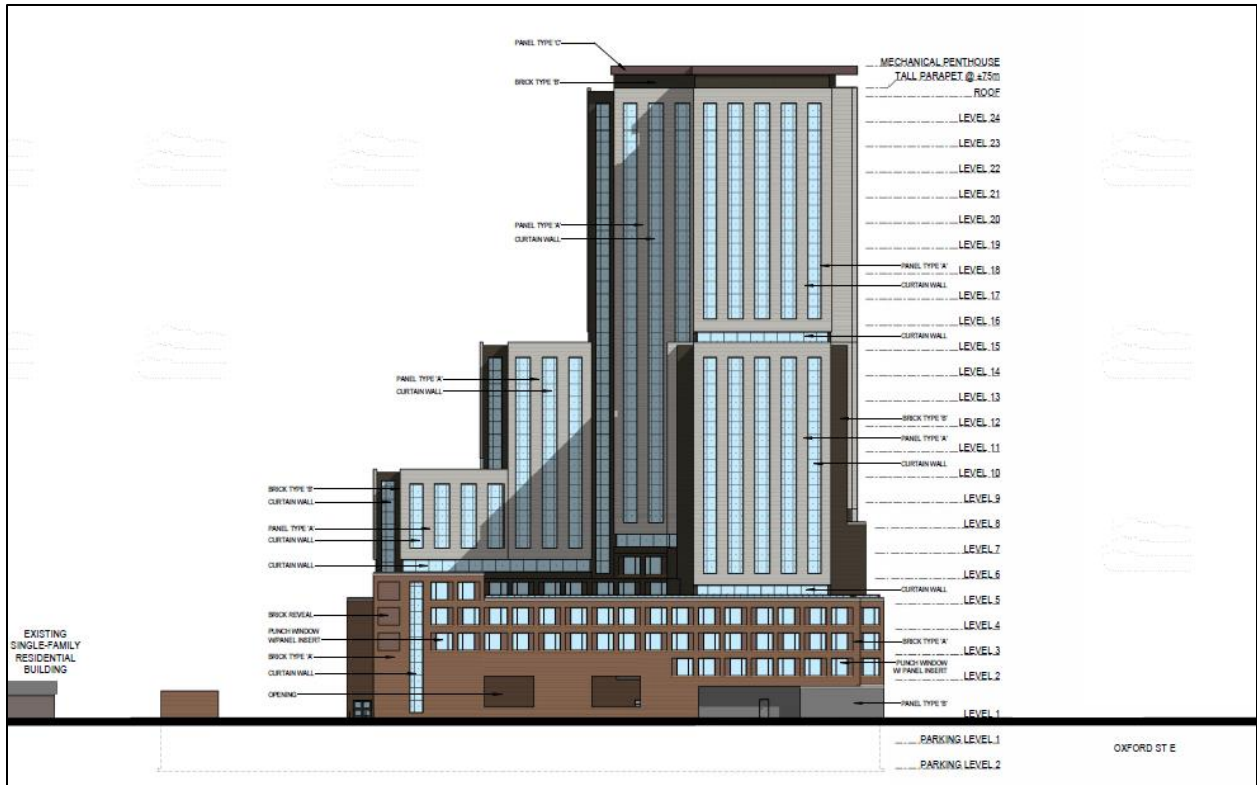 PANEL TYPE 'C'
BRICK TYPE 'B'
MECHANICAL PENTHOUSE
TALL PARAPET @ ±75m
ROOF
LEVEL 24
LEVEL 23
LEVEL 22
LEVEL 21
LEVEL 20
LEVEL 19
LEVEL 18
LEVEL 17
LEVEL 16
LEVEL 15
LEVEL 14
LEVEL 13
LEVEL 12
LEVEL 11
LEVEL 10
LEVEL 9
LEVEL 8
LEVEL 7
LEVEL 6
LEVEL 5
LEVEL 4
LEVEL 3
LEVEL 2
LEVEL 1
PARKING LEVEL 1
PARKING LEVEL 2
PANEL TYPE 'A'
CURTAIN WALL
PANEL TYPE 'A'
CURTAIN WALL
CURTAIN WALL
PANEL TYPE 'A'
CURTAIN WALL
BRICK TYPE 'B'
PANEL TYPE 'A'
CURTAIN WALL
BRICK TYPE 'B'
CURTAIN WALL
PANEL TYPE 'A'
CURTAIN WALL
CURTAIN WALL
CURTAIN WALL
BRICK REVEAL
PUNCH WINDOW
W/PANEL INSERT
BRICK TYPE 'A'
CURTAIN WALL
OPENING
BRICK TYPE 'A'
PUNCH WINDOW
W/ PANEL INSERT
PANEL TYPE 'B'
EXISTING
SINGLE-FAMILY
RESIDENTIAL
BUILDING
OXFORD ST E